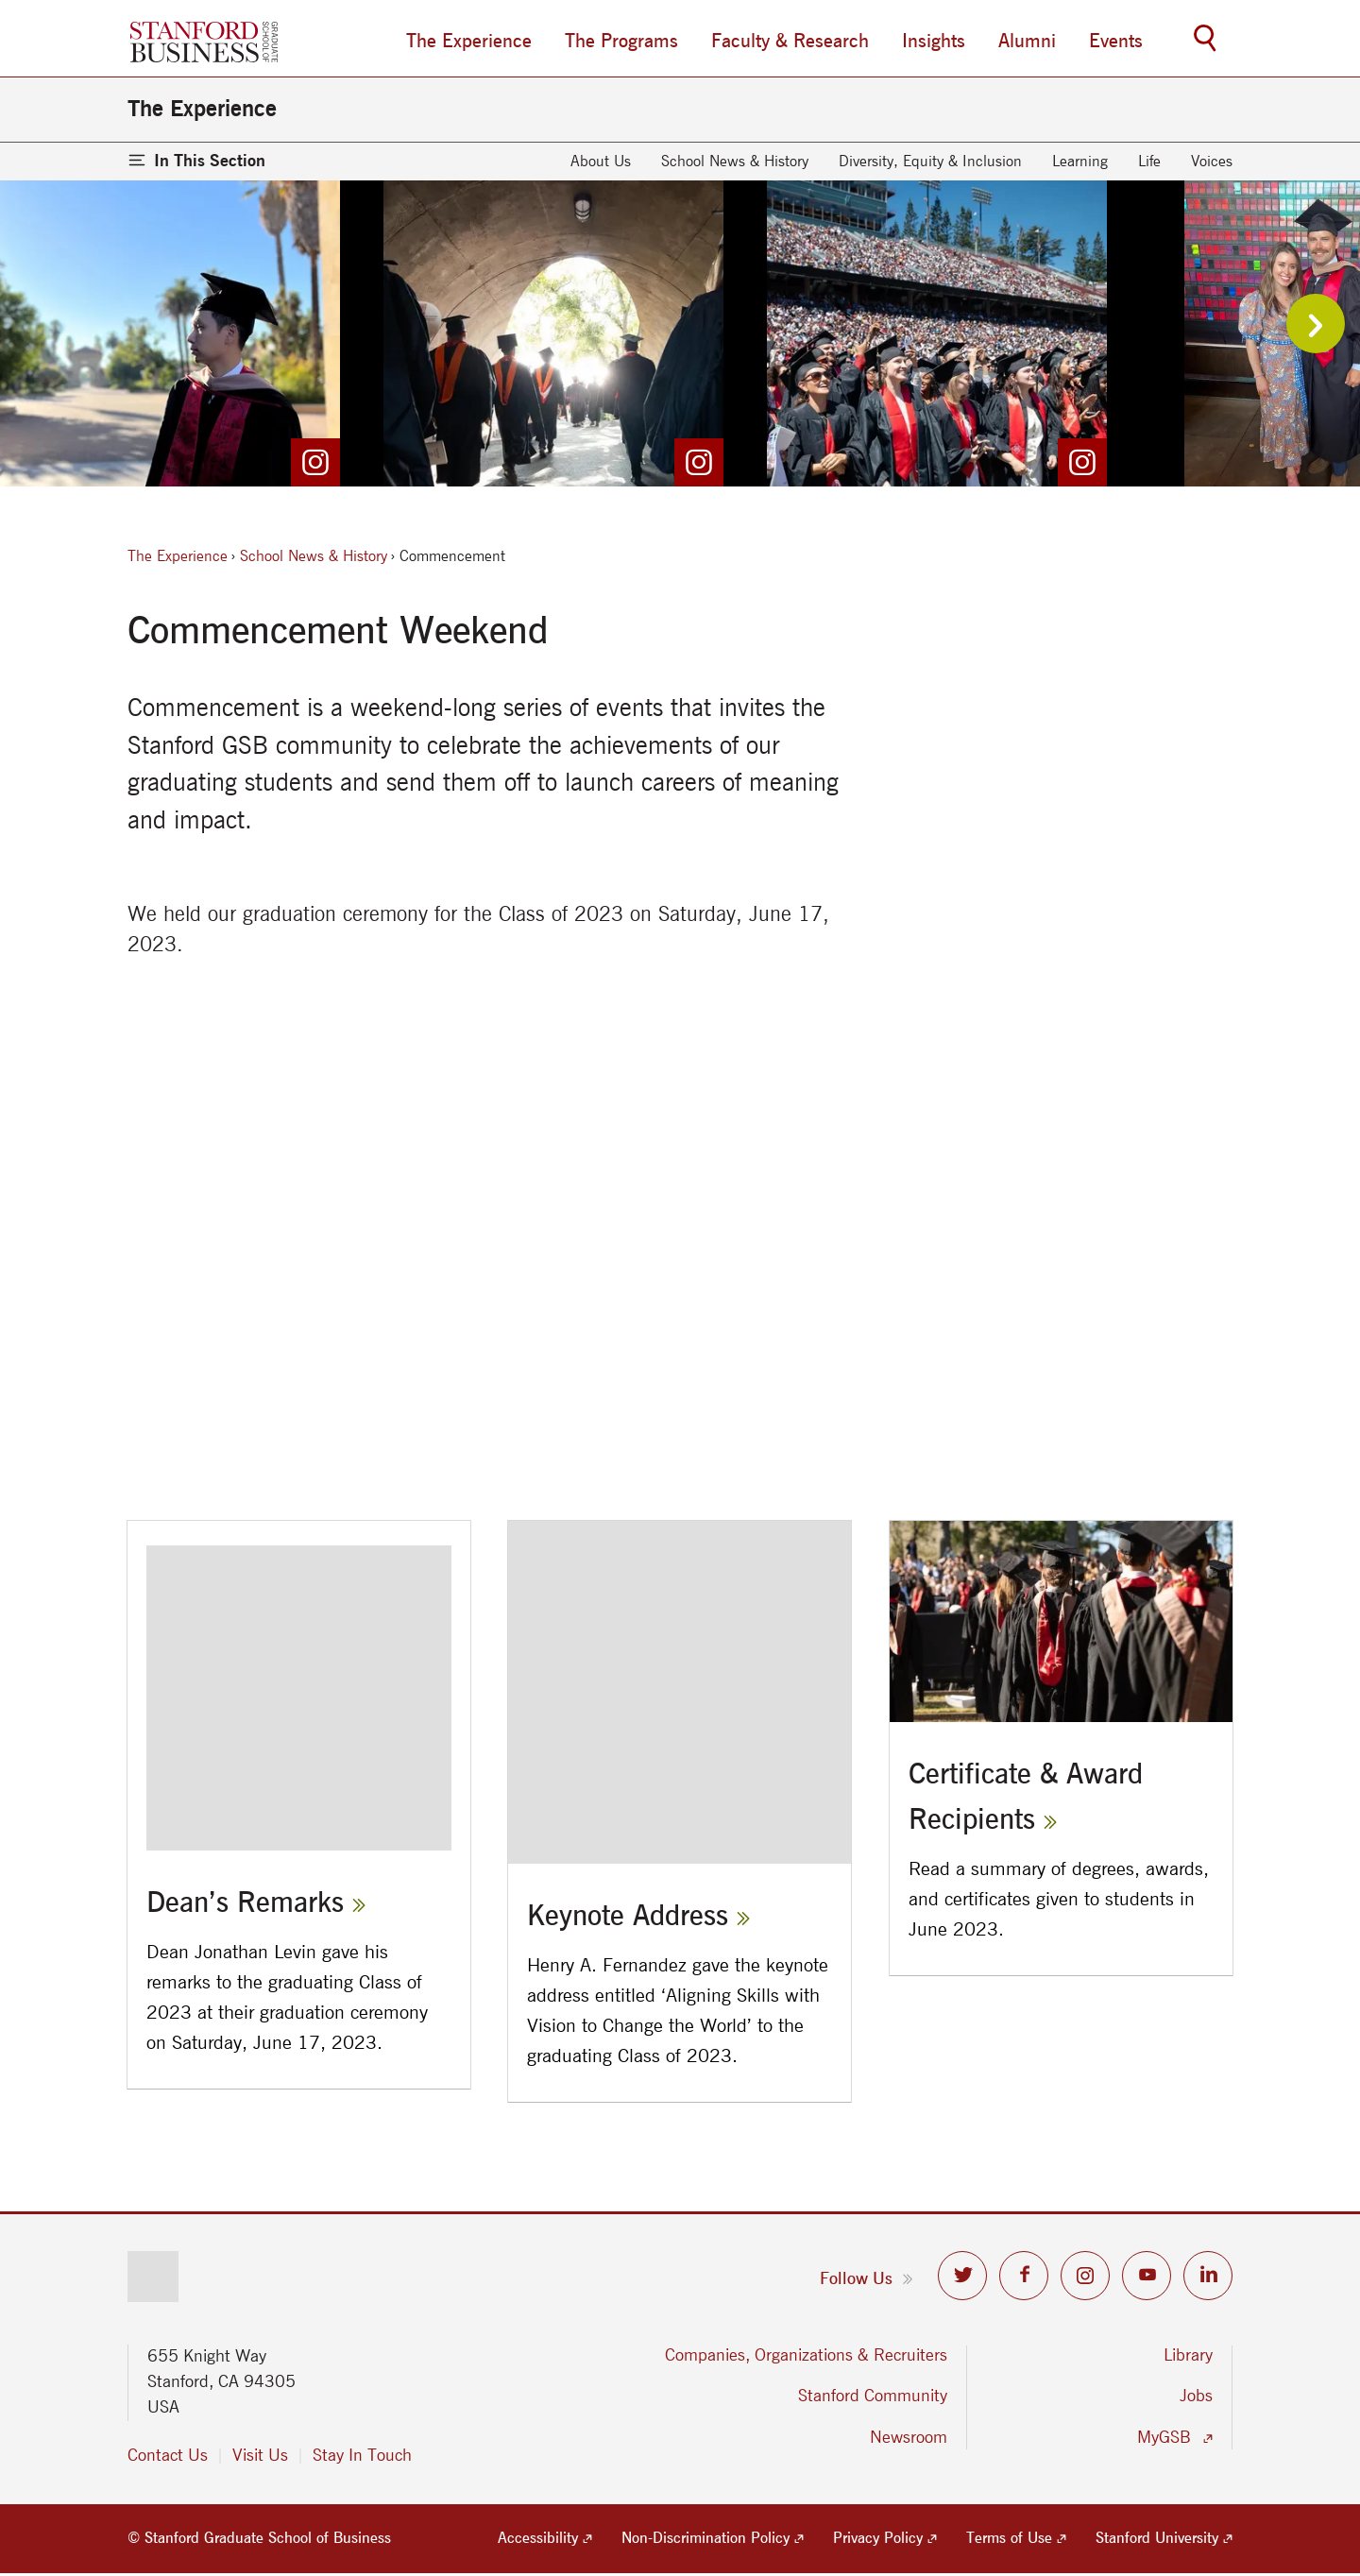 STANFORD
BUSINESS
GRADUATE
SCHOOL OF
The Experience
The Programs
Faculty & Research
Insights
Alumni
Events
The Experience
In This Section
About Us
School News & History
Diversity, Equity & Inclusion
Learning
Life
Voices
The Experience › School News & History › Commencement
Commencement Weekend
Commencement is a weekend-long series of events that invites the
Stanford GSB community to celebrate the achievements of our
graduating students and send them off to launch careers of meaning
and impact.
We held our graduation ceremony for the Class of 2023 on Saturday, June 17,
2023.
Dean’s Remarks
Dean Jonathan Levin gave his
remarks to the graduating Class of
2023 at their graduation ceremony
on Saturday, June 17, 2023.
Keynote Address
Henry A. Fernandez gave the keynote
address entitled ‘Aligning Skills with
Vision to Change the World’ to the
graduating Class of 2023.
Certificate & Award
Recipients
Read a summary of degrees, awards,
and certificates given to students in
June 2023.
Follow Us
655 Knight Way
Stanford, CA 94305
USA
Contact Us
Visit Us
Stay In Touch
Companies, Organizations & Recruiters
Stanford Community
Newsroom
Library
Jobs
MyGSB
© Stanford Graduate School of Business
Accessibility
Non-Discrimination Policy
Privacy Policy
Terms of Use
Stanford University